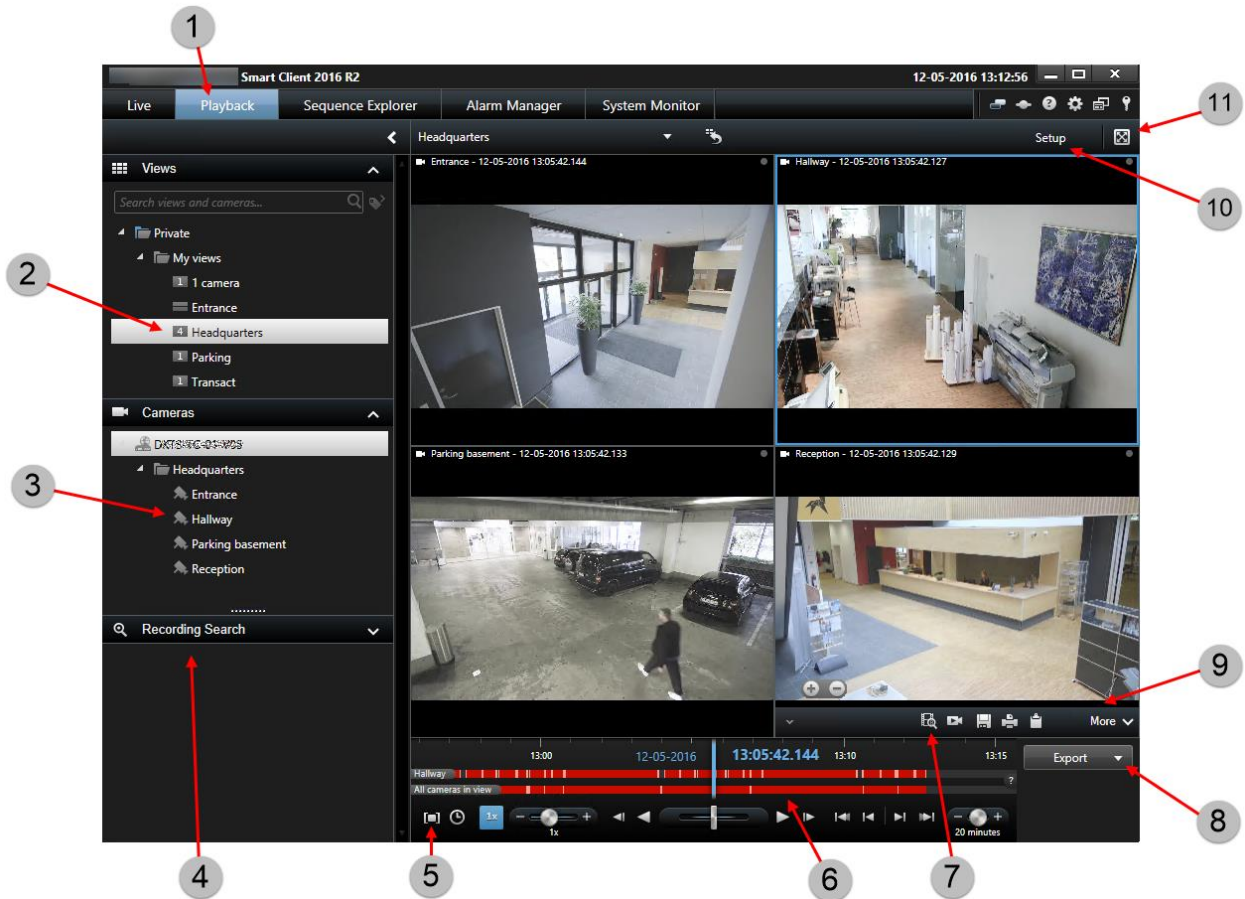 1
Smart Client 2016 R2
12-05-2016 13:12:56
Live
Playback
Sequence Explorer
Alarm Manager
System Monitor
11
Headquarters
Setup
Views
Entrance - 12-05-2016 13:05:42.144
Hallway - 12-05-2016 13:05:42.127
10
Search views and cameras...
Private
My views
2
1 1 camera
Entrance
4 Headquarters
1 Parking
1 Transact
Cameras
Parking basement - 12-05-2016 13:05:42.133
Reception - 12-05-2016 13:05:42.129
Headquarters
3
Entrance
Hallway
Parking basement
Reception
Recording Search
9
More
13:00
12-05-2016
13:05:42.144
13:10
13:15
Export
Hallway
All cameras in view
?
1x
1x
20 minutes
8
4
5
6
7